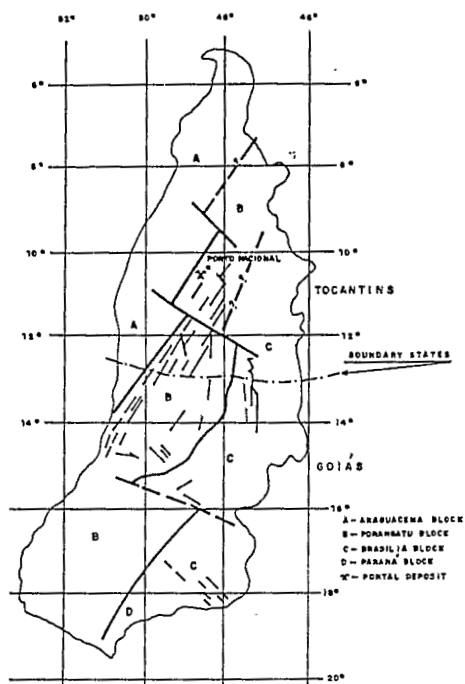 52° 50 48 46°
6° 6°
8° A 8°
B
10° 10°
PORTO NACIONAL
TOCANTINS
12° A 12°
C
BOUNDARY STATES
B
14° 14°
C GOIÁS
16° 16°
A - ARAGUACEMA BLOCK
B B - PORANGATU BLOCK
C C - BRASILIA BLOCK
D - PARANÁ BLOCK
- PORTAL DEPOSIT
18° 18°
D
20°